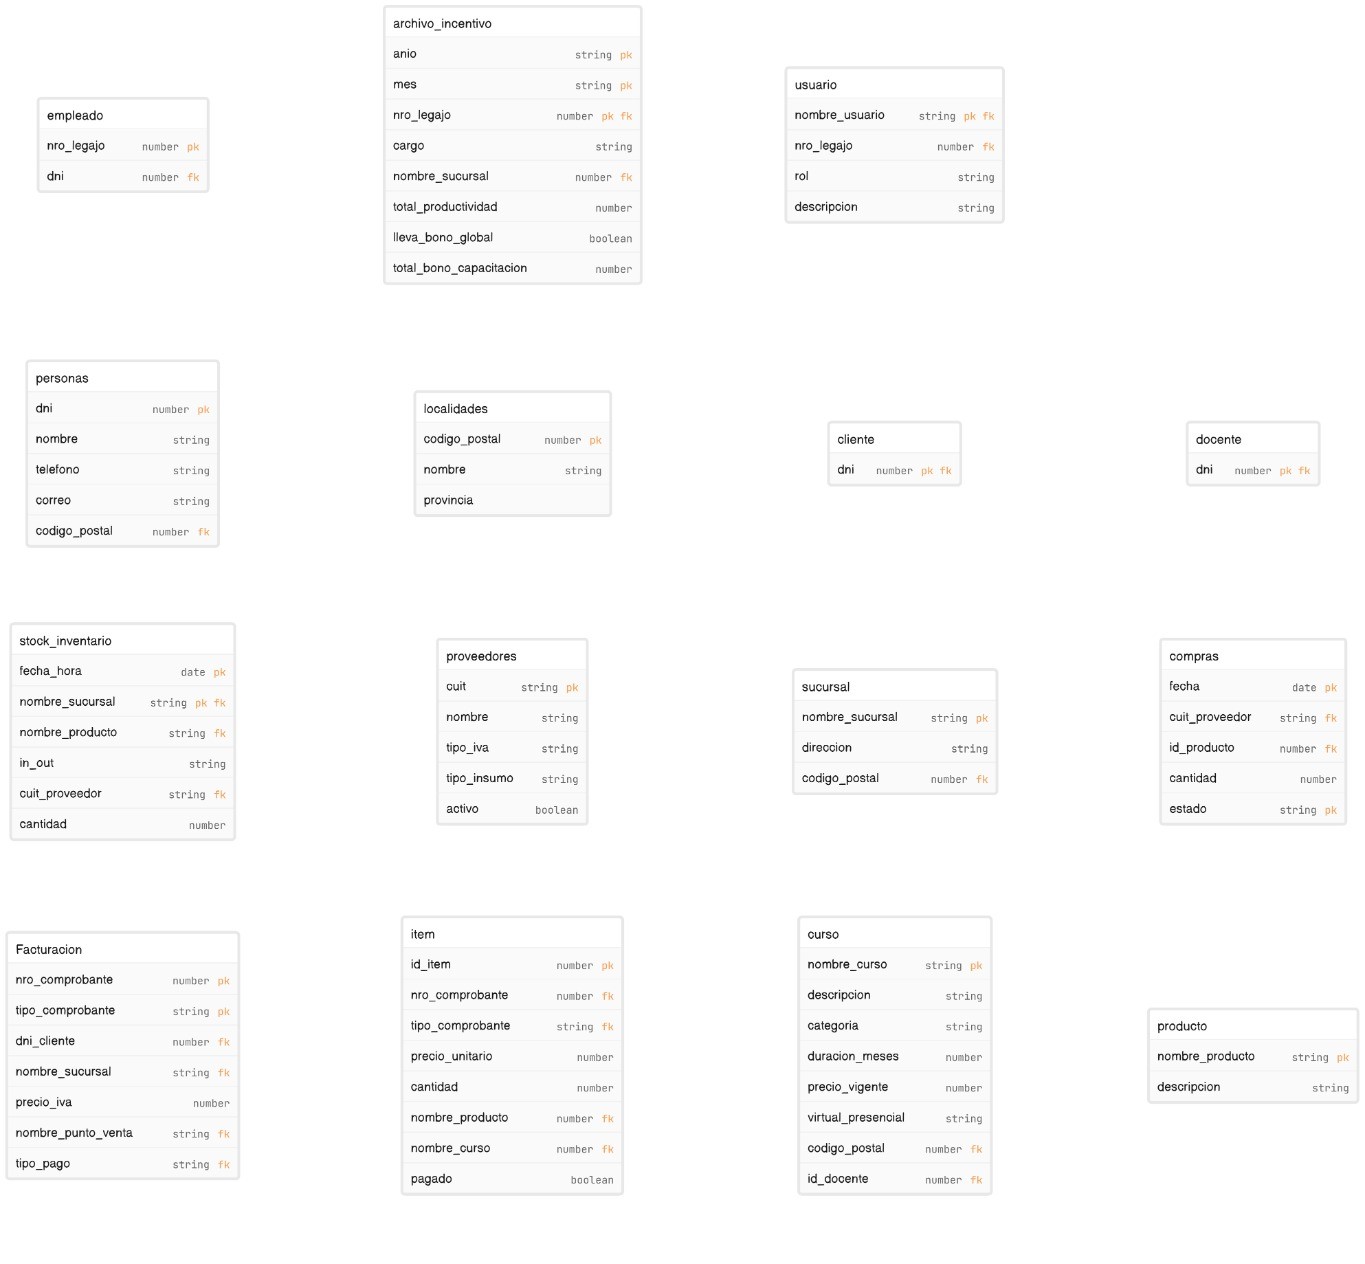 empleado
nro_legajo number pk
dni number fk
archivo_incentivo
anio string pk
mes string pk
nro_legajo number pk fk
cargo string
nombre_sucursal number fk
total_productividad number
lleva_bono_global boolean
total_bono_capacitacion number
usuario
nombre_usuario string pk fk
nro_legajo number fk
rol string
descripcion string
personas
dni number pk
nombre string
telefono string
correo string
codigo_postal number fk
localidades
codigo_postal number pk
nombre string
provincia
cliente
dni number pk fk
docente
dni number pk fk
stock_inventario
fecha_hora date pk
nombre_sucursal string pk fk
nombre_producto string fk
in_out string
cuit_proveedor string fk
cantidad number
proveedores
cuit string pk
nombre string
tipo_iva string
tipo_insumo string
activo boolean
sucursal
nombre_sucursal string pk
direccion string
codigo_postal number fk
compras
fecha date pk
cuit_proveedor string fk
id_producto number fk
cantidad number
estado string pk
Facturacion
nro_comprobante number pk
tipo_comprobante string pk
dni_cliente number fk
nombre_sucursal string fk
precio_iva number
nombre_punto_venta string fk
tipo_pago string fk
item
id_item number pk
nro_comprobante number fk
tipo_comprobante string fk
precio_unitario number
cantidad number
nombre_producto number fk
nombre_curso number fk
pagado boolean
curso
nombre_curso string pk
descripcion string
categoria string
duracion_meses number
precio_vigente number
virtual_presencial string
codigo_postal number fk
id_docente number fk
producto
nombre_producto string pk
descripcion string